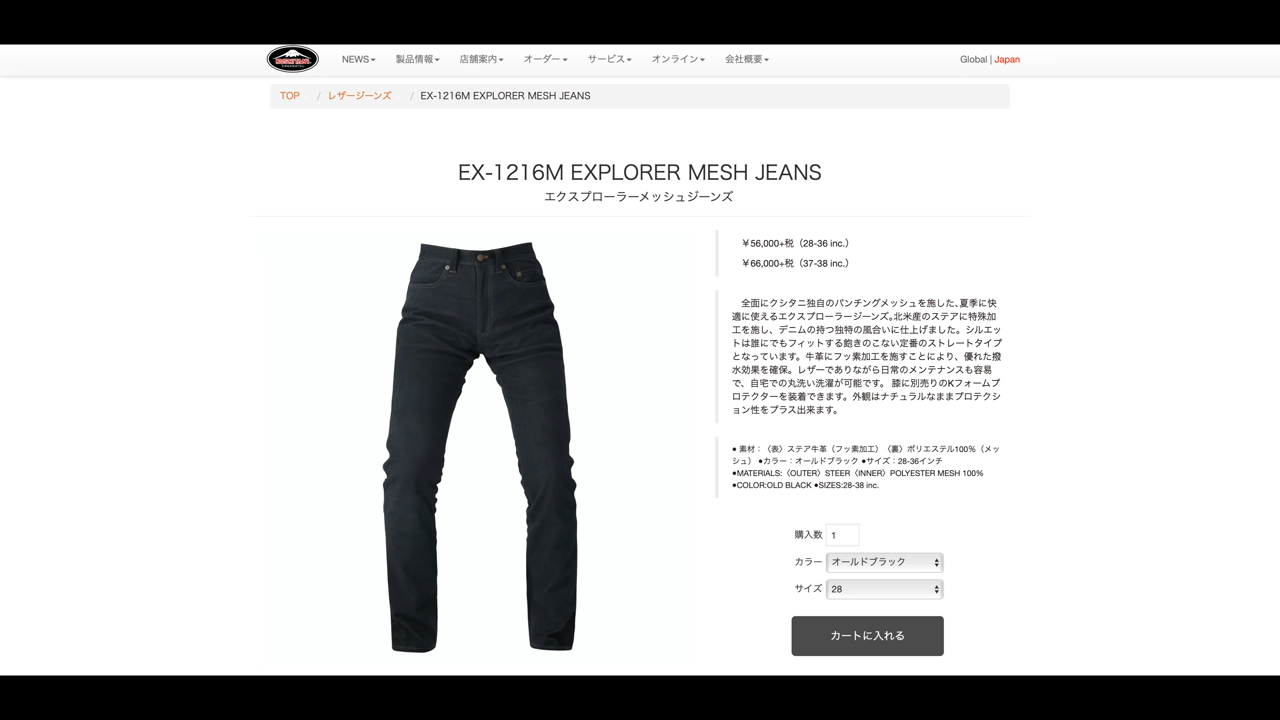 NEWS 製品情報 店舗案内 オーダー サービス オンライン 会社概要 Global | Japan
TOP / レザージーンズ / EX-1216M EXPLORER MESH JEANS
EX-1216M EXPLORER MESH JEANS
エクスプローラーメッシュジーンズ
￥56,000+税（28-36 inc.）
￥66,000+税（37-38 inc.）
全面にクシタニ独自のパンチングメッシュを施した､夏季に快
適に使えるエクスプローラージーンズ｡北米産のステアに特殊加
工を施し、デニムの持つ独特の風合いに仕上げました。シルエッ
トは誰にでもフィットする飽きのこない定番のストレートタイプ
となっています。牛革にフッ素加工を施すことにより、優れた撥
水効果を確保。レザーでありながら日常のメンテナンスも容易
で、自宅での丸洗い洗濯が可能です。 膝に別売りのKフォームプ
ロテクターを装着できます。外観はナチュラルなままプロテクシ
ョン性をプラス出来ます。
● 素材：〈表〉ステア牛革（フッ素加工）〈裏〉ポリエステル100%（メッ
シュ） ●カラー：オールドブラック ●サイズ：28-36インチ
●MATERIALS:〈OUTER〉STEER〈INNER〉POLYESTER MESH 100%
●COLOR:OLD BLACK ●SIZES:28-38 inc.
購入数 1
カラー オールドブラック
サイズ 28
カートに入れる